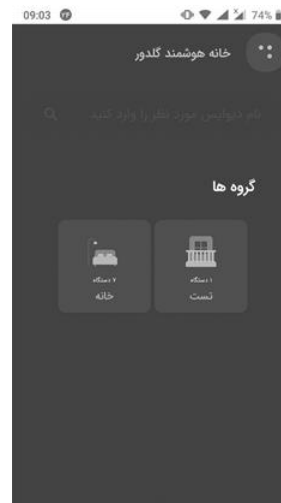 09:03 74%
خانه هوشمند گلدور
نام دیوایس مورد نظر را وارد کنید
گروه ها
۱ دستگاه
تست
۷ دستگاه
خانه